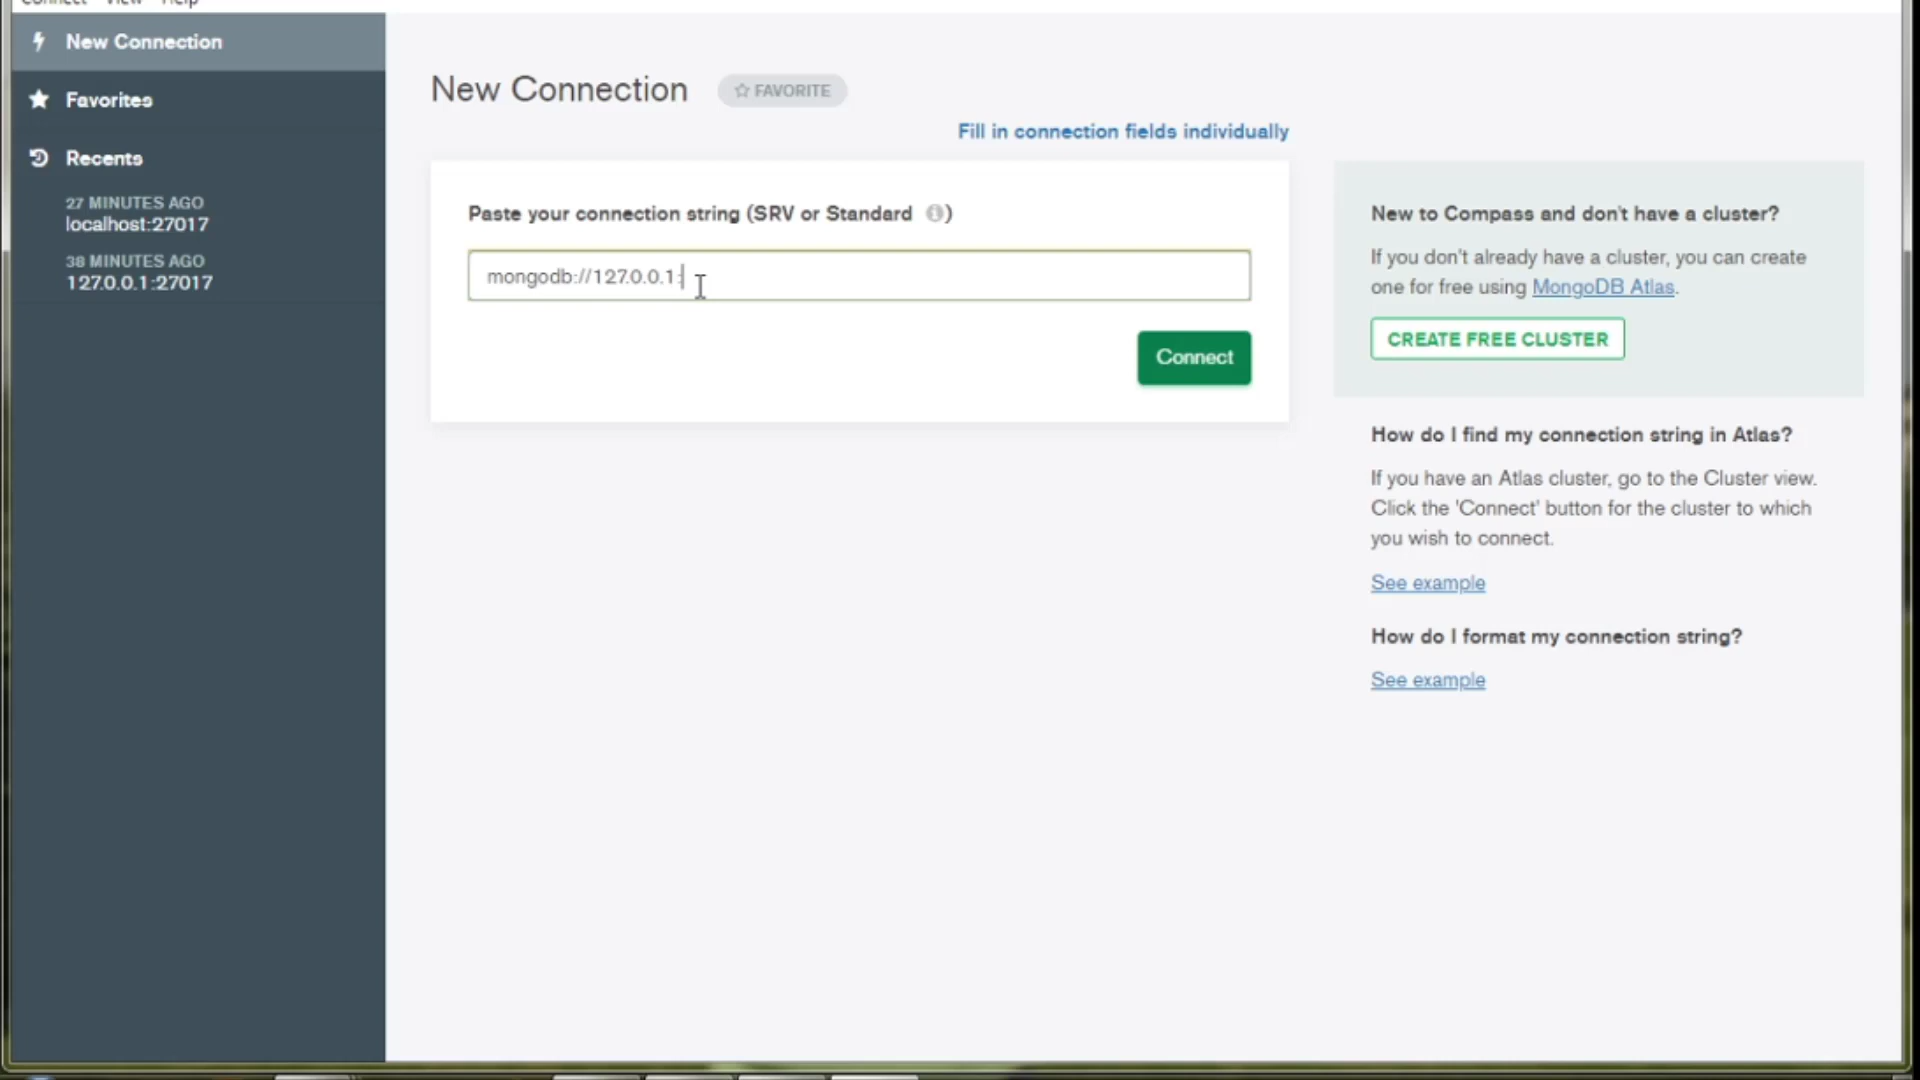 Connect View Help
New Connection
Favorites
Recents
27 MINUTES AGO
localhost:27017
38 MINUTES AGO
127.0.0.1:27017
New Connection
FAVORITE
Fill in connection fields individually
Paste your connection string (SRV or Standard )
mongodb://127.0.0.1:
Connect
New to Compass and don't have a cluster?
If you don't already have a cluster, you can create
one for free using MongoDB Atlas.
CREATE FREE CLUSTER
How do I find my connection string in Atlas?
If you have an Atlas cluster, go to the Cluster view.
Click the 'Connect' button for the cluster to which
you wish to connect.
See example
How do I format my connection string?
See example